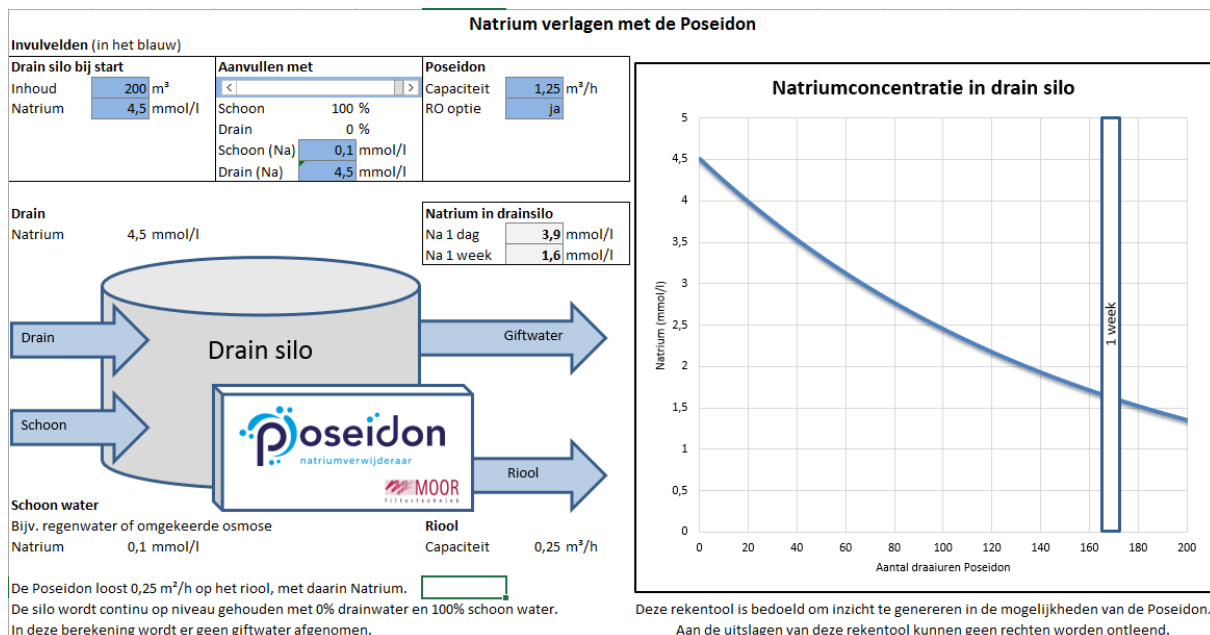 Natrium verlagen met de Poseidon
Invulvelden (in het blauw)
Drain silo bij start
Inhoud 200 m³
Natrium 4,5 mmol/l
Aanvullen met
< >
Schoon 100 %
Drain 0 %
Schoon (Na) 0,1 mmol/l
Drain (Na) 4,5 mmol/l
Poseidon
Capaciteit 1,25 m³/h
RO optie ja
Drain
Natrium 4,5 mmol/l
Natrium in drainsilo
Na 1 dag 3,9 mmol/l
Na 1 week 1,6 mmol/l
Drain
Drain silo
Giftwater
Schoon
Poseidon
natriumverwijderaar
MOOR
filtertechniek
Riool
Schoon water
Bijv. regenwater of omgekeerde osmose
Natrium 0,1 mmol/l
Riool
Capaciteit 0,25 m³/h
De Poseidon loost 0,25 m²/h op het riool, met daarin Natrium.
De silo wordt continu op niveau gehouden met 0% drainwater en 100% schoon water.
In deze berekening wordt er geen giftwater afgenomen.
Natriumconcentratie in drain silo
5
4,5
4
3,5
3
2,5
2
1,5
1
0,5
0
Natrium (mmol/l)
1 week
0 20 40 60 80 100 120 140 160 180 200
Aantal draaiuren Poseidon
Deze rekentool is bedoeld om inzicht te genereren in de mogelijkheden van de Poseidon.
Aan de uitslagen van deze rekentool kunnen geen rechten worden ontleend.